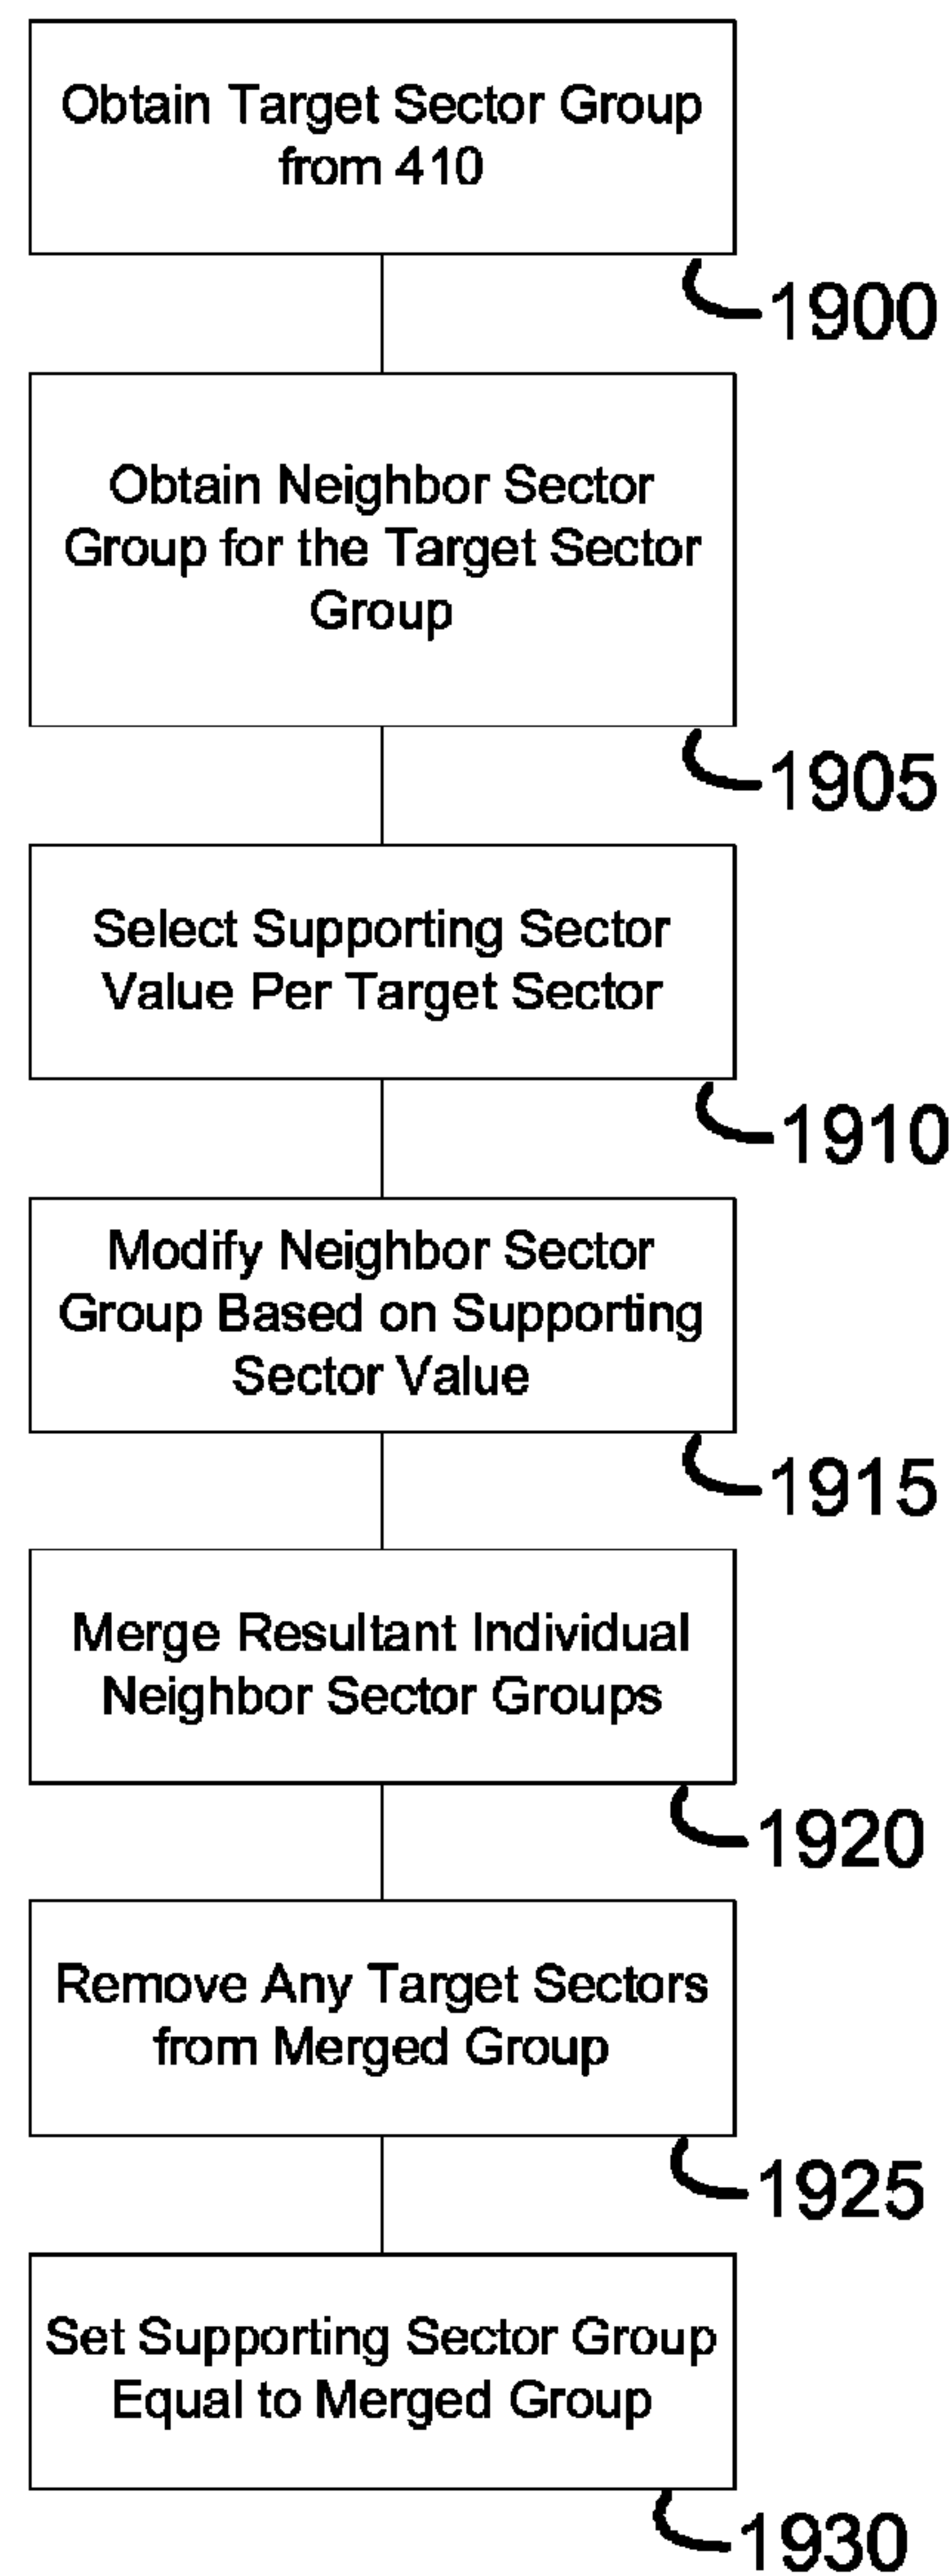 Obtain Target Sector Group
from 410
1900
Obtain Neighbor Sector
Group for the Target Sector
Group
1905
Select Supporting Sector
Value Per Target Sector
1910
Modify Neighbor Sector
Group Based on Supporting
Sector Value
1915
Merge Resultant Individual
Neighbor Sector Groups
1920
Remove Any Target Sectors
from Merged Group
1925
Set Supporting Sector Group
Equal to Merged Group
1930